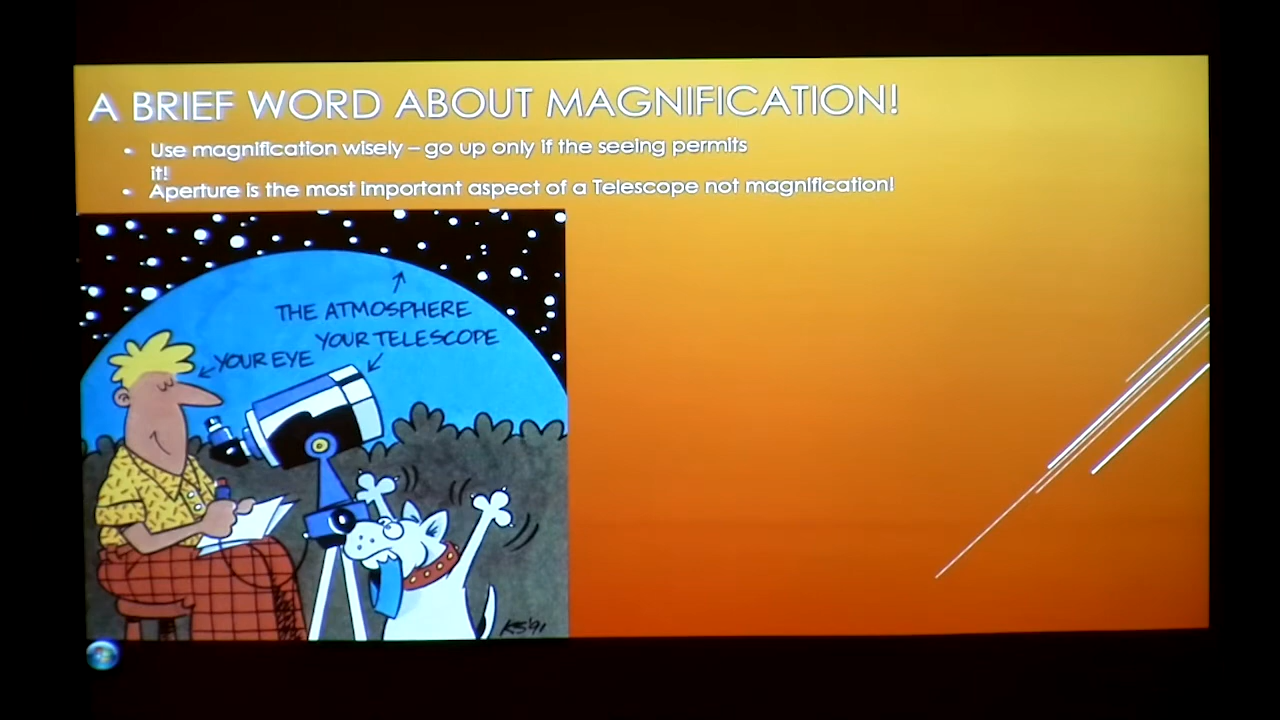 A BRIEF WORD ABOUT MAGNIFICATION!
• Use magnification wisely – go up only if the seeing permits
it!
• Aperture is the most important aspect of a Telescope not magnification!
THE ATMOSPHERE
YOUR TELESCOPE
YOUR EYE
KS '91